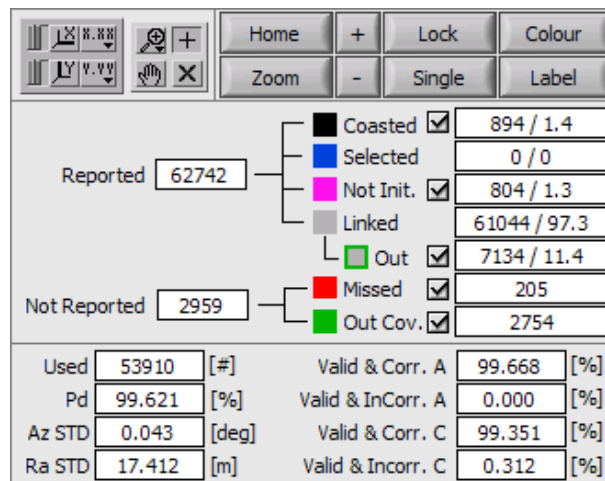 X X.XX Home + Lock Colour
Y Y.YY Zoom - Single Label
Coasted 894 / 1.4
Selected 0 / 0
Reported 62742
Not Init. 804 / 1.3
Linked 61044 / 97.3
Out 7134 / 11.4
Missed 205
Not Reported 2959
Out Cov. 2754
Used 53910 [#] Valid & Corr. A 99.668 [%]
Pd 99.621 [%] Valid & InCorr. A 0.000 [%]
Az STD 0.043 [deg] Valid & Corr. C 99.351 [%]
Ra STD 17.412 [m] Valid & Incorr. C 0.312 [%]